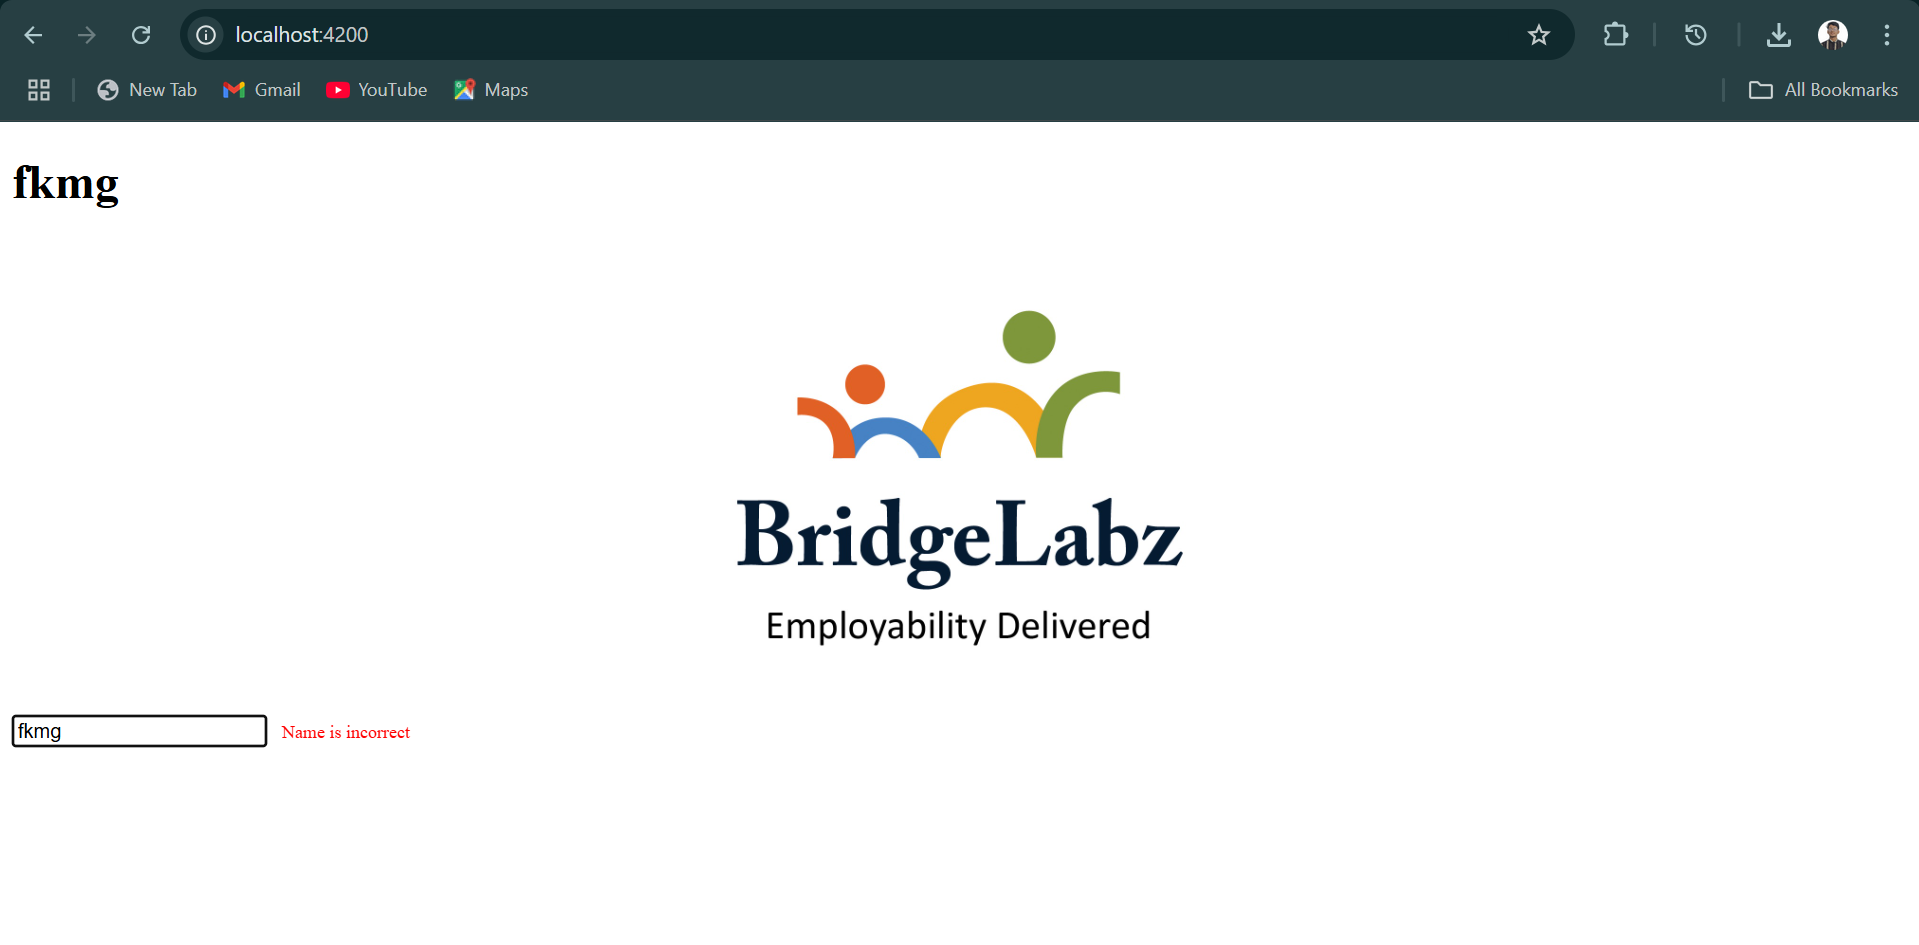 localhost:4200
New Tab
Gmail
YouTube
Maps
All Bookmarks
fkmg
BridgeLabz
Employability Delivered
fkmg
Name is incorrect